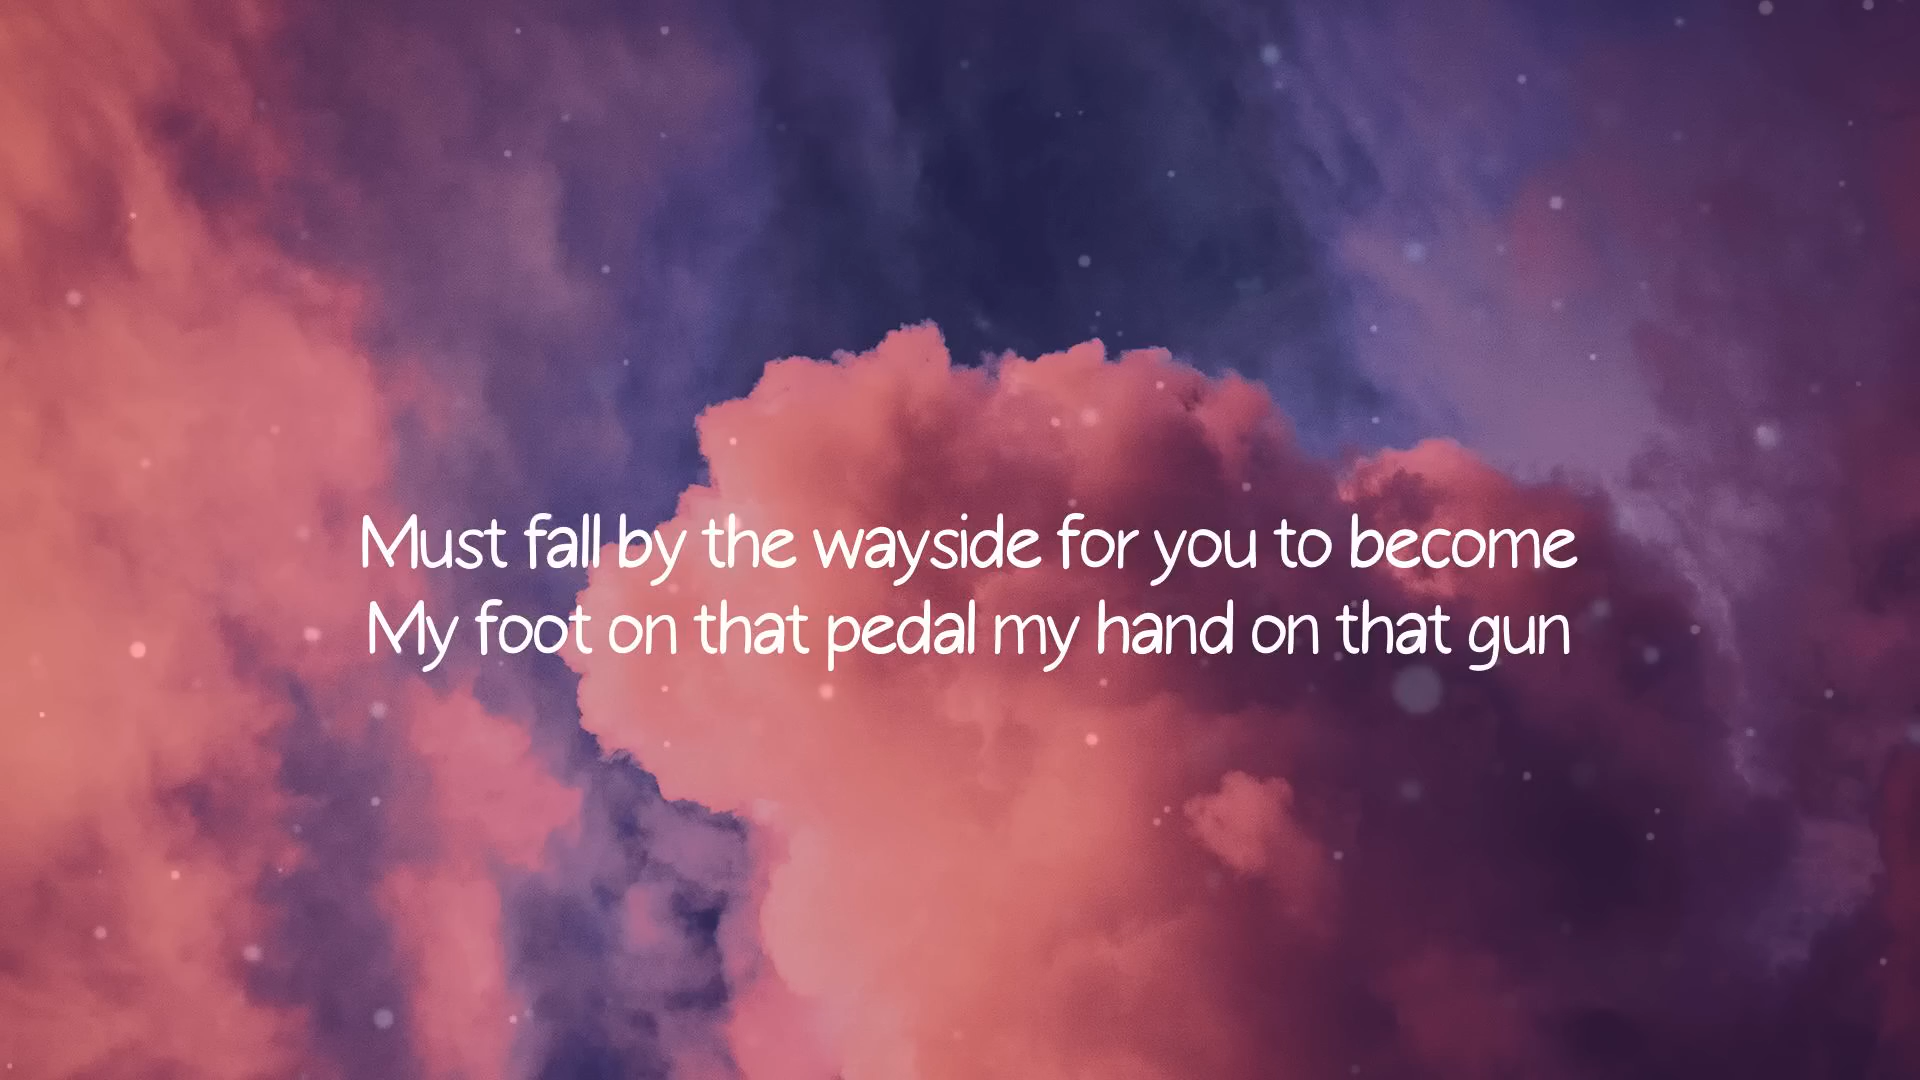 Must fall by the wayside for you to become
My foot on that pedal my hand on that gun